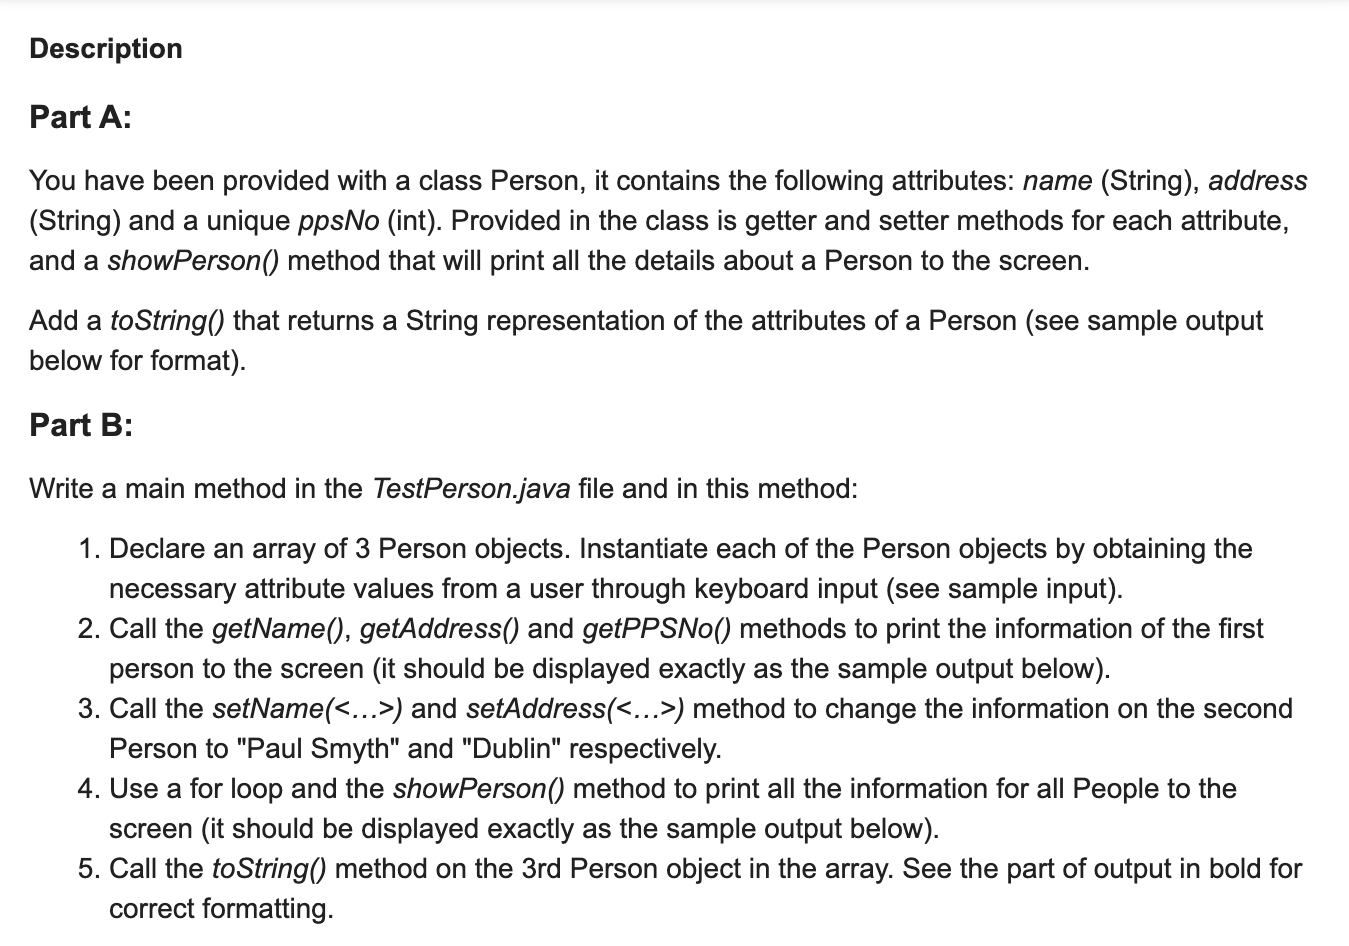 Description
Part A:
You have been provided with a class Person, it contains the following attributes: name (String), address
(String) and a unique ppsNo (int). Provided in the class is getter and setter methods for each attribute,
and a showPerson() method that will print all the details about a Person to the screen.
Add a toString() that returns a String representation of the attributes of a Person (see sample output
below for format).
Part B:
Write a main method in the TestPerson.java file and in this method:
1. Declare an array of 3 Person objects. Instantiate each of the Person objects by obtaining the
necessary attribute values from a user through keyboard input (see sample input).
2. Call the getName(), getAddress() and getPPSNo() methods to print the information of the first
person to the screen (it should be displayed exactly as the sample output below).
3. Call the setName(<...>) and setAddress(<...>) method to change the information on the second
Person to "Paul Smyth" and "Dublin" respectively.
4. Use a for loop and the showPerson() method to print all the information for all People to the
screen (it should be displayed exactly as the sample output below).
5. Call the toString() method on the 3rd Person object in the array. See the part of output in bold for
correct formatting.